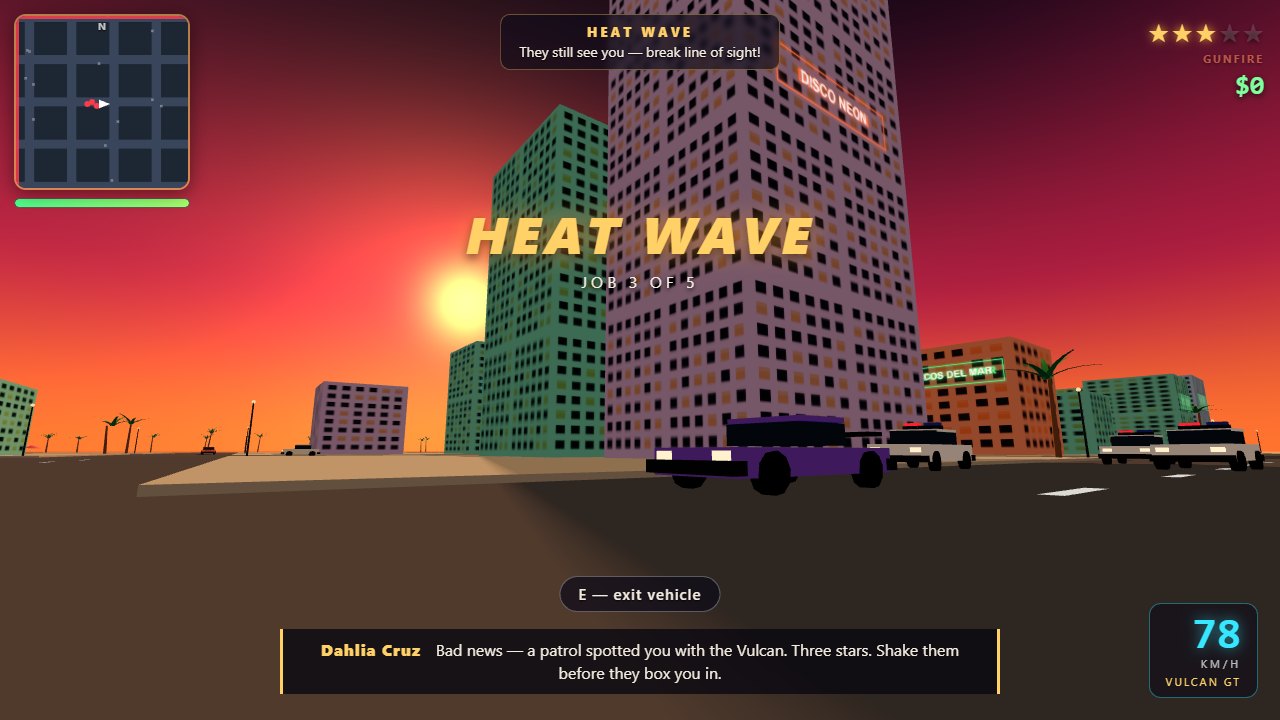 N
HEAT WAVE
They still see you — break line of sight!
GUNFIRE
$0
DISCO NEON
HEAT WAVE
JOB 3 OF 5
COS DEL MAR
E — exit vehicle
Dahlia Cruz Bad news — a patrol spotted you with the Vulcan. Three stars. Shake them
before they box you in.
78
KM/H
VULCAN GT